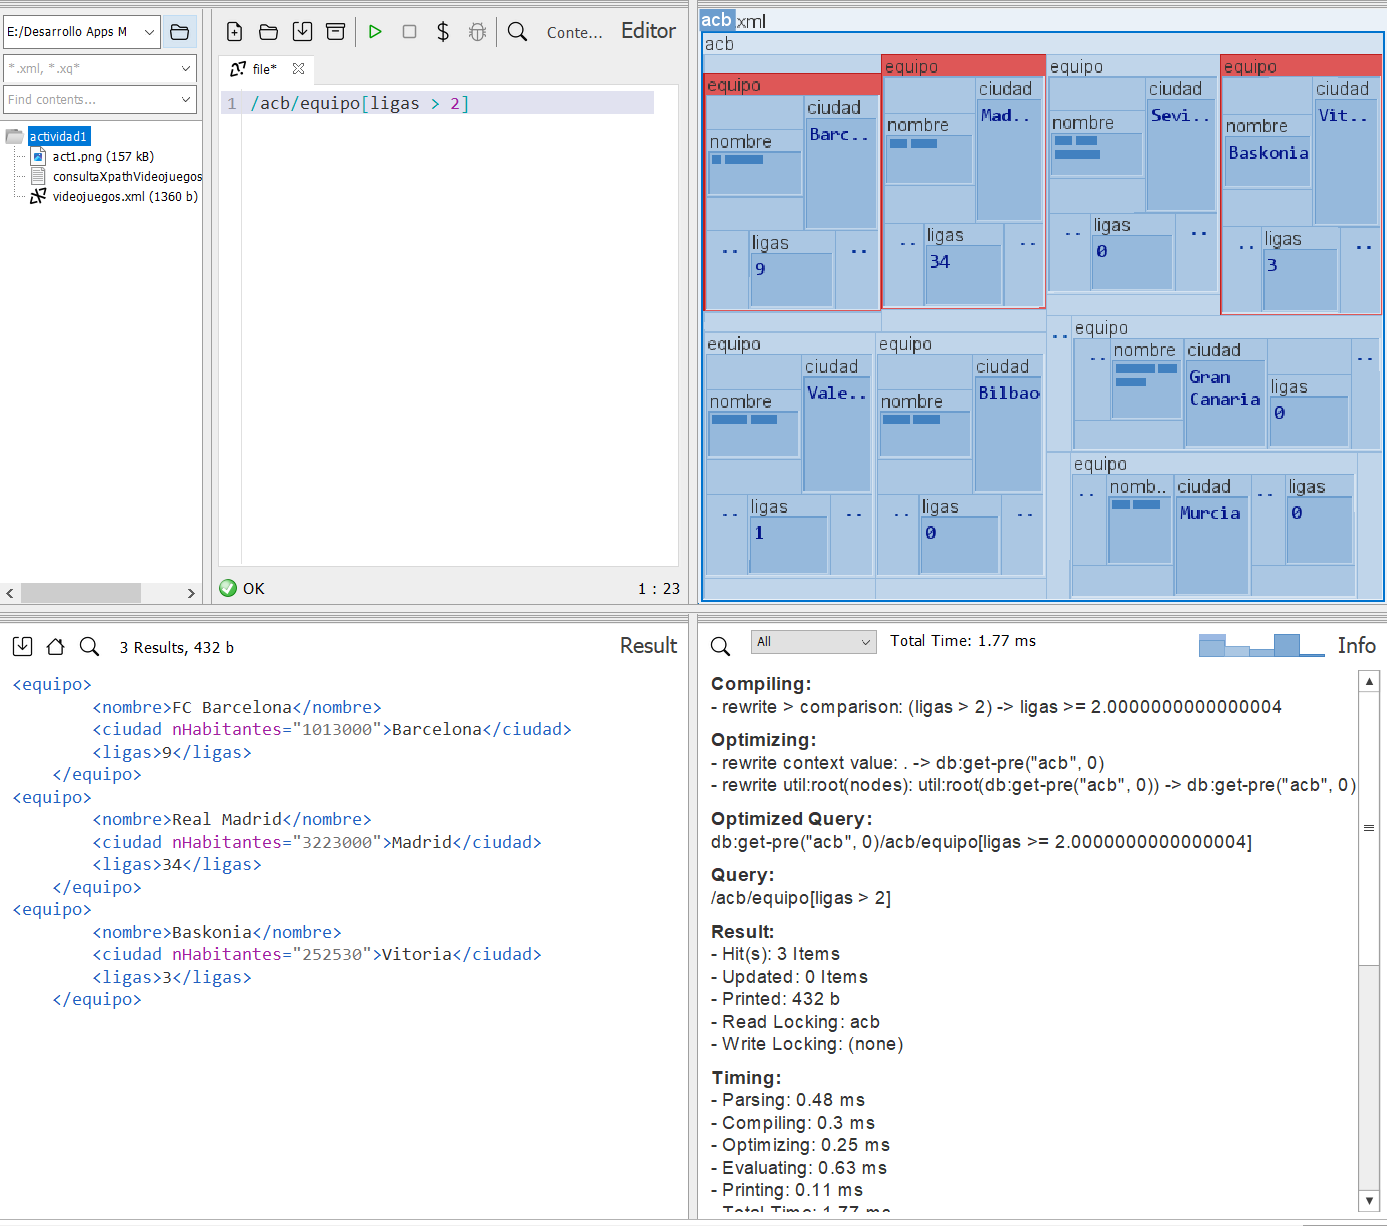 E:/Desarrollo Apps M
*.xml, *.xq*
Find contents...
actividad1
act1.png (157 kB)
consultaXpathVideojuegos
videojuegos.xml (1360 b)
Conte...
Editor
file*
1 /acb/equipo[ligas > 2]
OK
1 : 23
acb.xml
acb
equipo
nombre
ciudad
Barc..
..
ligas
9
..
equipo
nombre
ciudad
Mad..
..
ligas
34
..
equipo
nombre
ciudad
Sevi..
..
ligas
0
..
equipo
nombre
Baskonia
ciudad
Vit..
..
ligas
3
..
equipo
nombre
ciudad
Vale..
..
ligas
1
..
equipo
nombre
ciudad
Bilbao
..
ligas
0
..
..
equipo
..
nombre
ciudad
Gran
Canaria
ligas
0
..
equipo
..
nomb..
ciudad
Murcia
..
ligas
0
3 Results, 432 b
Result
<equipo>
<nombre>FC Barcelona</nombre>
<ciudad nHabitantes="1013000">Barcelona</ciudad>
<ligas>9</ligas>
</equipo>
<equipo>
<nombre>Real Madrid</nombre>
<ciudad nHabitantes="3223000">Madrid</ciudad>
<ligas>34</ligas>
</equipo>
<equipo>
<nombre>Baskonia</nombre>
<ciudad nHabitantes="252530">Vitoria</ciudad>
<ligas>3</ligas>
</equipo>
All
Total Time: 1.77 ms
Info
Compiling:
- rewrite > comparison: (ligas > 2) -> ligas >= 2.0000000000000004
Optimizing:
- rewrite context value: . -> db:get-pre("acb", 0)
- rewrite util:root(nodes): util:root(db:get-pre("acb", 0)) -> db:get-pre("acb", 0)
Optimized Query:
db:get-pre("acb", 0)/acb/equipo[ligas >= 2.0000000000000004]
Query:
/acb/equipo[ligas > 2]
Result:
- Hit(s): 3 Items
- Updated: 0 Items
- Printed: 432 b
- Read Locking: acb
- Write Locking: (none)
Timing:
- Parsing: 0.48 ms
- Compiling: 0.3 ms
- Optimizing: 0.25 ms
- Evaluating: 0.63 ms
- Printing: 0.11 ms
- Total Time: 1.77 ms